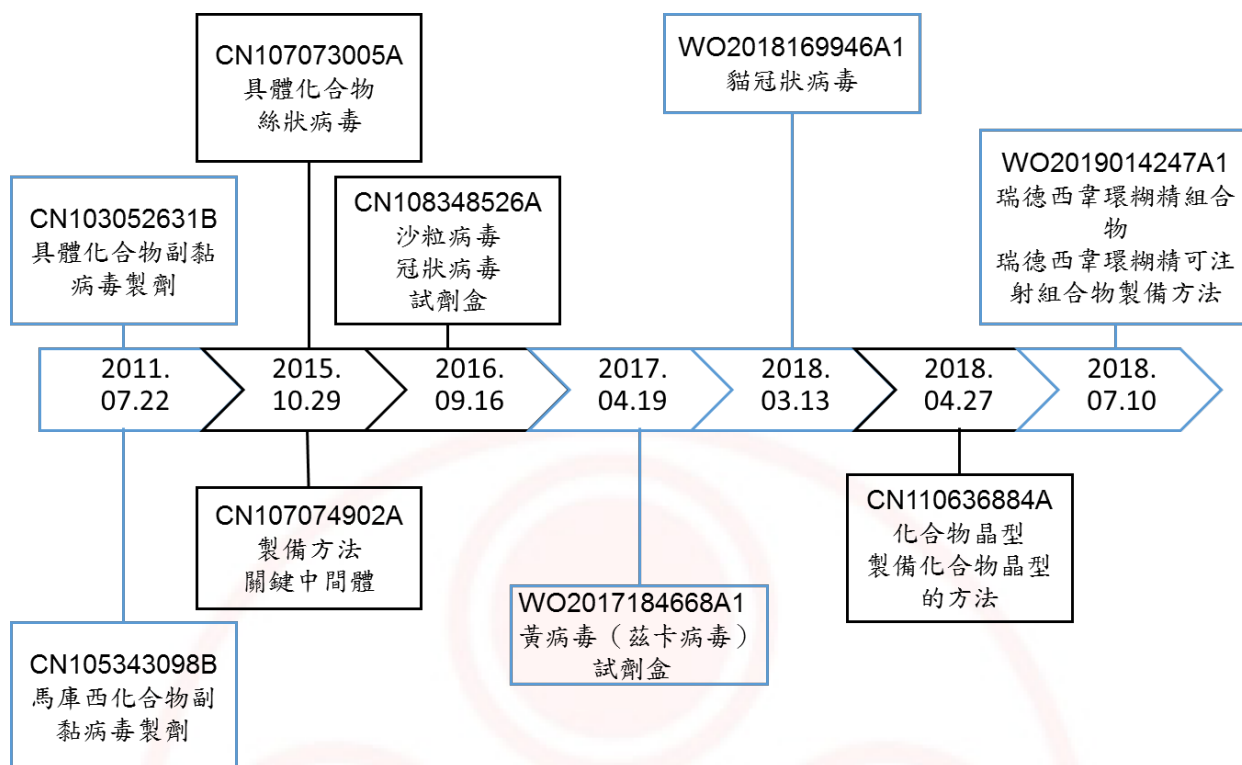 CN107073005A
具體化合物
絲狀病毒
WO2018169946A1
貓冠狀病毒
CN103052631B
具體化合物副黏
病毒製劑
CN108348526A
沙粒病毒
冠狀病毒
試劑盒
WO2019014247A1
瑞德西韋環糊精組合
物
瑞德西韋環糊精可注
射組合物製備方法
2011.
07.22
2015.
10.29
2016.
09.16
2017.
04.19
2018.
03.13
2018.
04.27
2018.
07.10
CN107074902A
製備方法
關鍵中間體
CN110636884A
化合物晶型
製備化合物晶型
的方法
WO2017184668A1
黃病毒（茲卡病毒）
試劑盒
CN105343098B
馬庫西化合物副
黏病毒製劑